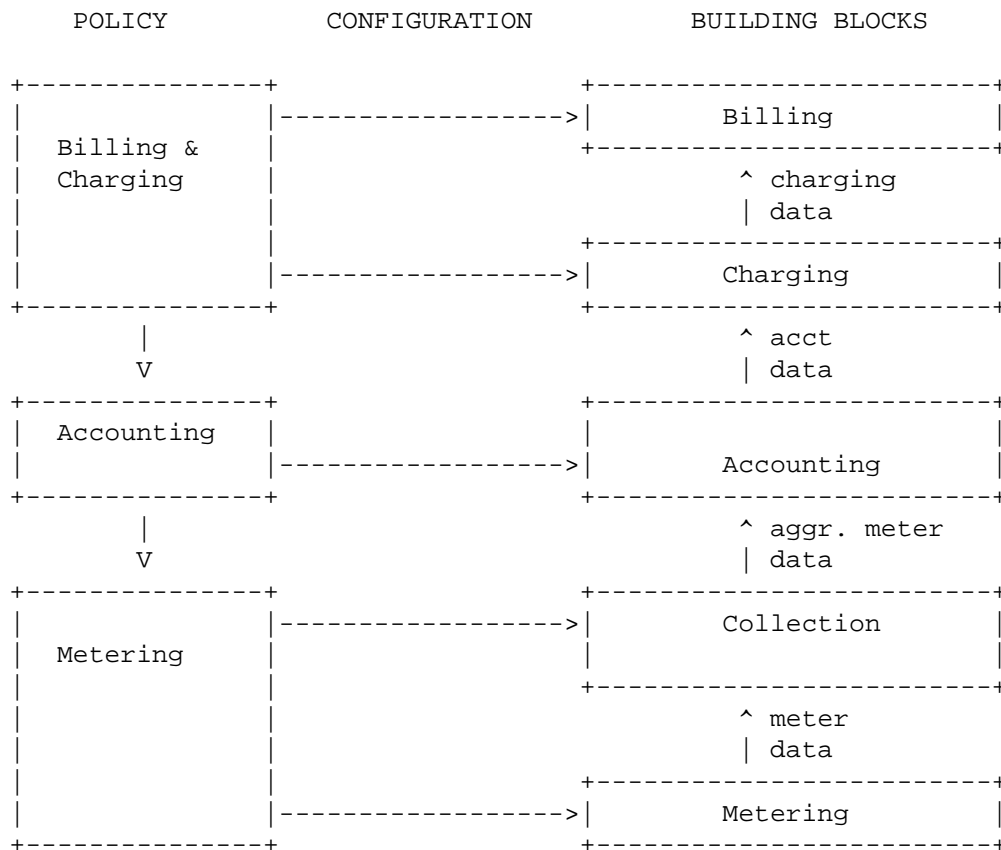 POLICY CONFIGURATION BUILDING BLOCKS
Billing
Billing &
Charging ^ charging
| data
Charging
| ^ acct
V | data
Accounting
Accounting
| ^ aggr. meter
V | data
Collection
Metering
^ meter
| data
Metering